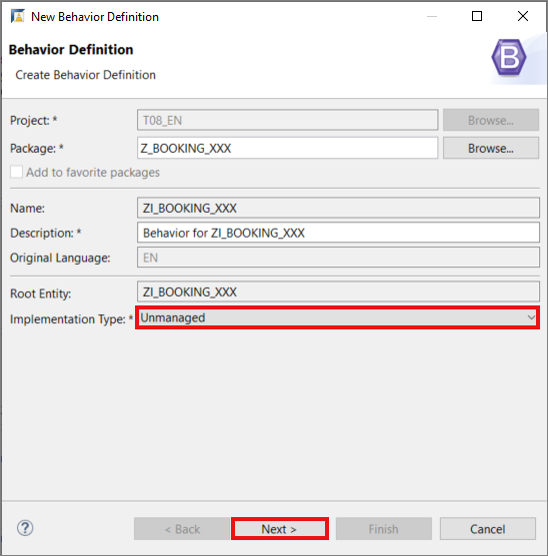 New Behavior Definition
Behavior Definition
Create Behavior Definition
B
Project: * T08_EN Browse...
Package: * Z_BOOKING_XXX Browse...
Add to favorite packages
Name: ZI_BOOKING_XXX
Description: * Behavior for ZI_BOOKING_XXX
Original Language: EN
Root Entity: ZI_BOOKING_XXX
Implementation Type: * Unmanaged
? < Back Next > Finish Cancel